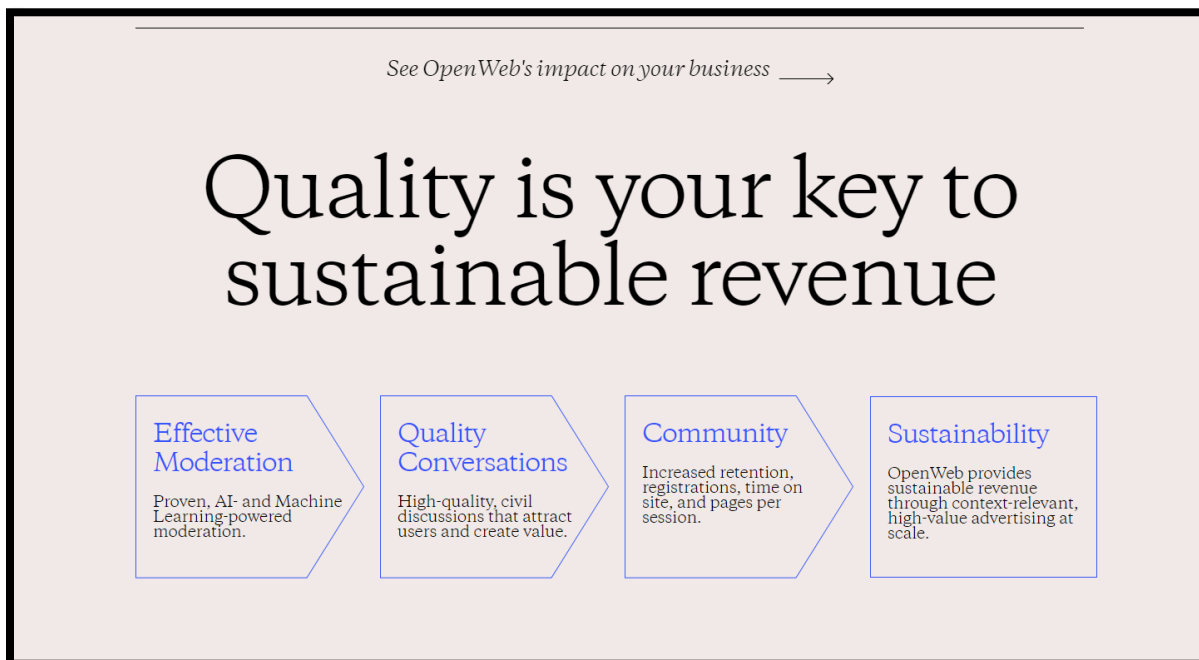 See OpenWeb's impact on your business
Quality is your key to
sustainable revenue
Effective
Moderation
Proven, AI- and Machine
Learning-powered
moderation.
Quality
Conversations
High-quality, civil
discussions that attract
users and create value.
Community
Increased retention,
registrations, time on
site, and pages per
session.
Sustainability
OpenWeb provides
sustainable revenue
through context-relevant,
high-value advertising at
scale.